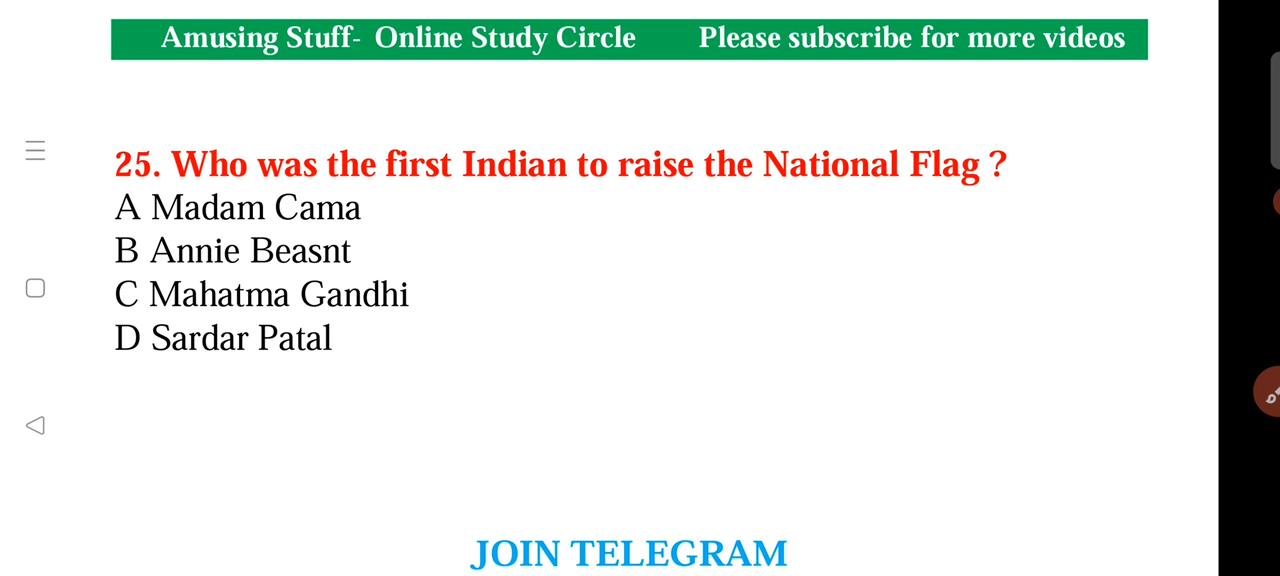 Amusing Stuff- Online Study Circle Please subscribe for more videos
25. Who was the first Indian to raise the National Flag ?
A Madam Cama
B Annie Beasnt
C Mahatma Gandhi
D Sardar Patal
JOIN TELEGRAM